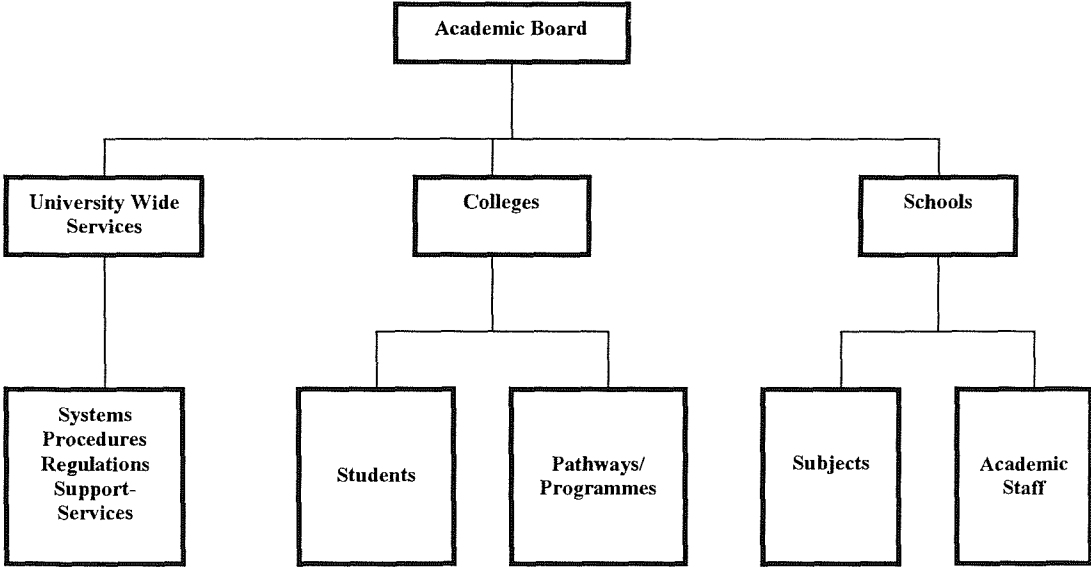 Academic Board
University Wide
Services
Colleges
Schools
Systems
Procedures
Regulations
Support-
Services
Students
Pathways/
Programmes
Subjects
Academic
Staff